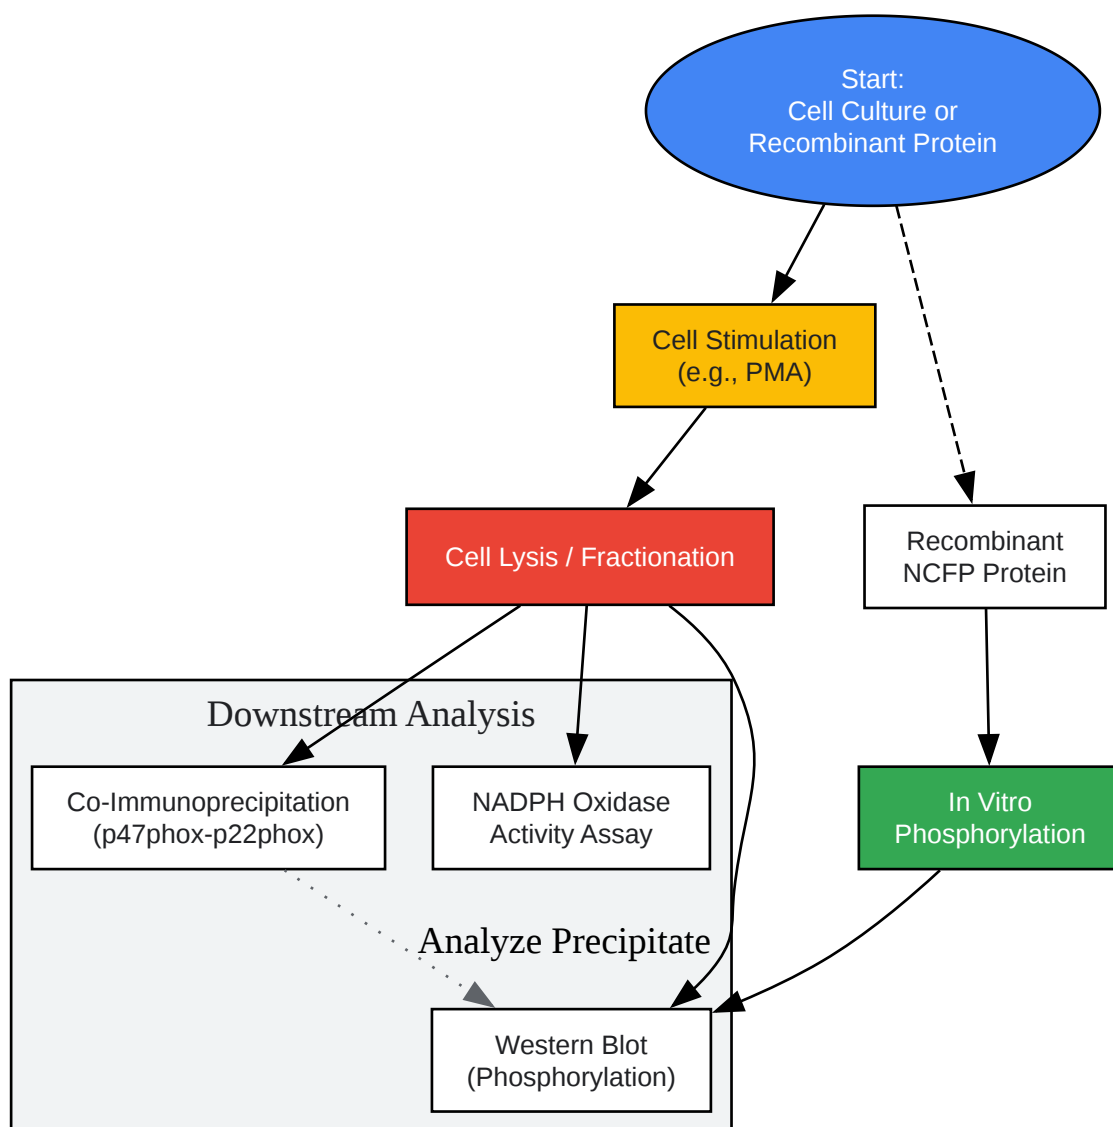 Start:
Cell Culture or
Recombinant Protein
Cell Stimulation
(e.g., PMA)
Cell Lysis / Fractionation
Recombinant
NCFP Protein
Downstream Analysis
Co-Immunoprecipitation
(p47phox-p22phox)
NADPH Oxidase
Activity Assay
In Vitro
Phosphorylation
Analyze Precipitate
Western Blot
(Phosphorylation)